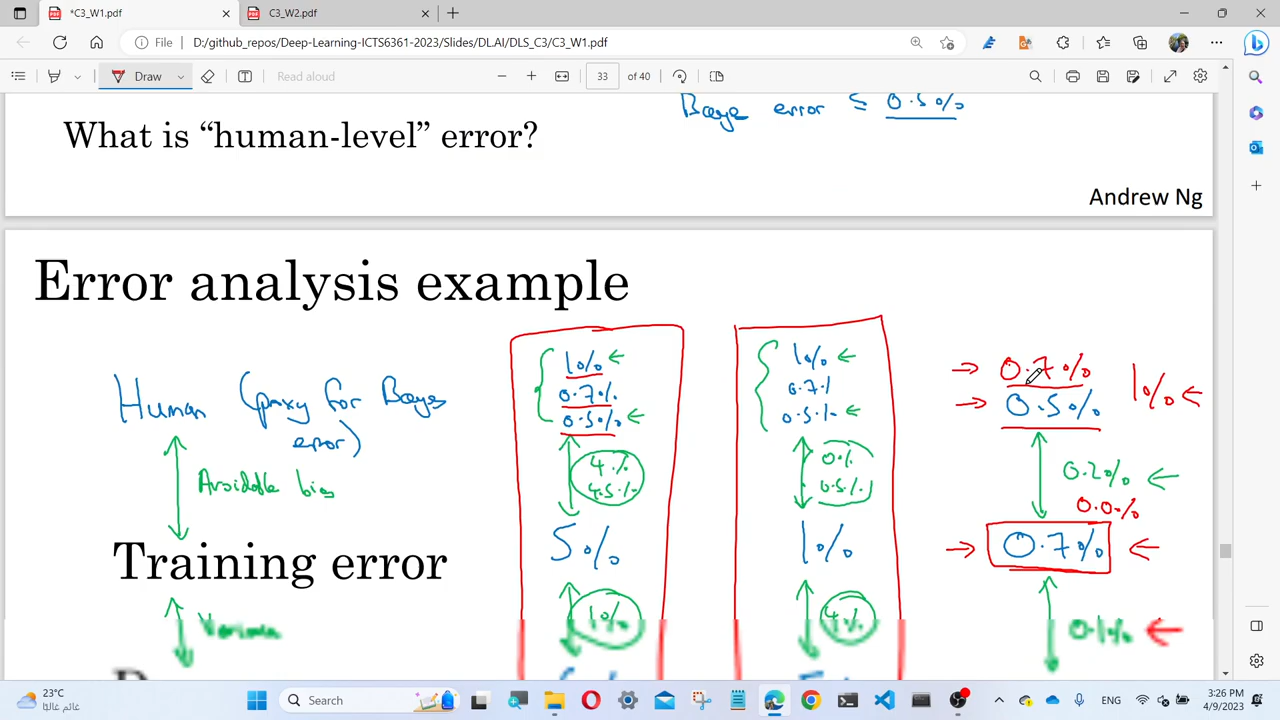 *C3_W1.pdf
C3_W2.pdf
File
D:/github_repos/Deep-Learning-ICTS6361-2023/Slides/DL.AI/DLS_C3/C3_W1.pdf
Draw
Read aloud
33 of 40
Baye error ≤ 0.5%
What is “human-level” error?
Andrew Ng
Error analysis example
Human (proxy for Bayes
error)
Avoidable bias
Training error
Variance
1%
0.7%
0.5%
4%
4.5%
5%
1%
1%
0.7%
0.5%
0%
0.5%
1%
4%
0.7%
0.5%
1%
0.2%
0.0%
0.7%
0.1%
23°C
غائم غالبًا
Search
ENG
3:26 PM
4/9/2023